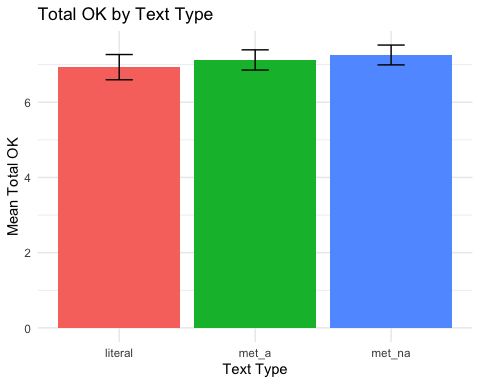 Total OK by Text Type
Mean Total OK
6
4
2
0
literal met_a met_na
Text Type